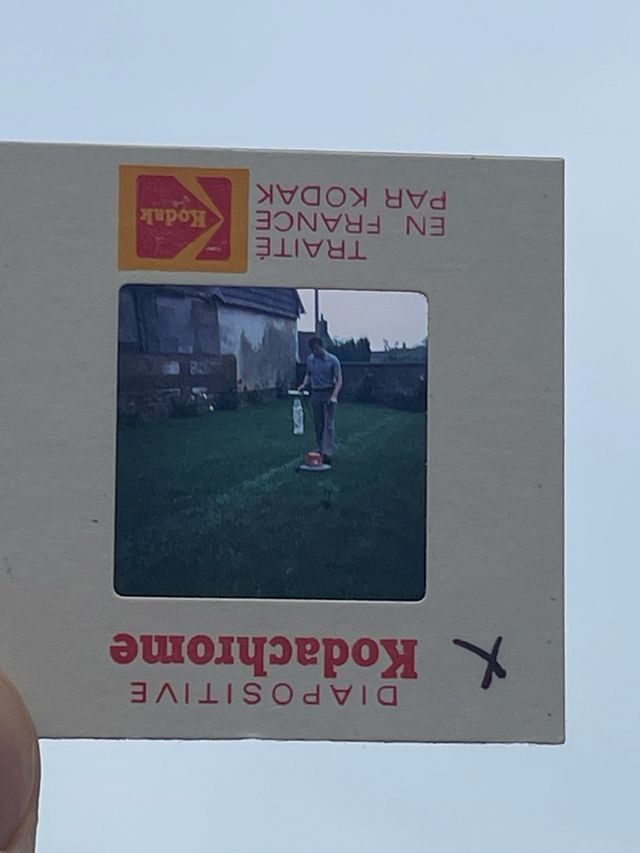 DIAPOSITIVE
Kodachrome
X
TRAITÉ
EN FRANCE
PAR KODAK
Kodak